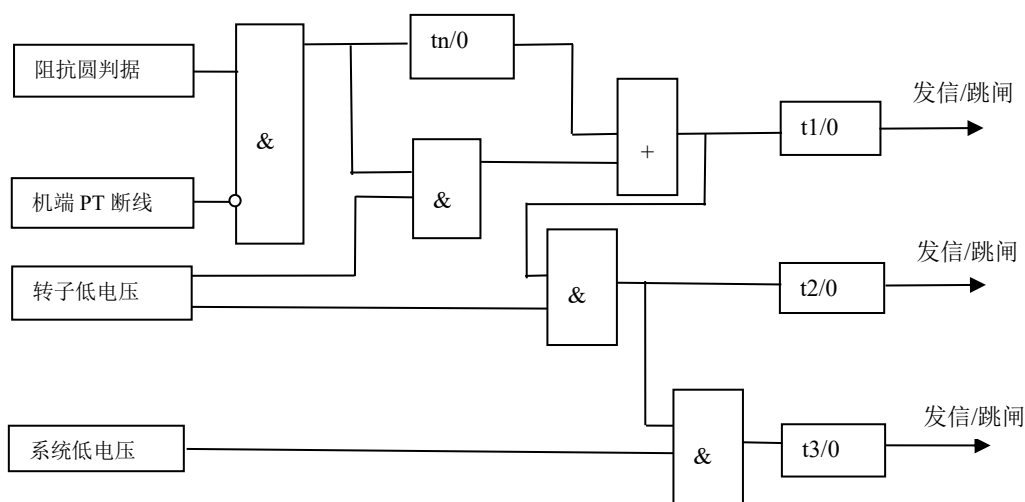 阻抗圆判据
tn/0
发信/跳闸
&
+
t1/0
机端 PT 断线
&
发信/跳闸
转子低电压
&
t2/0
发信/跳闸
系统低电压
&
t3/0